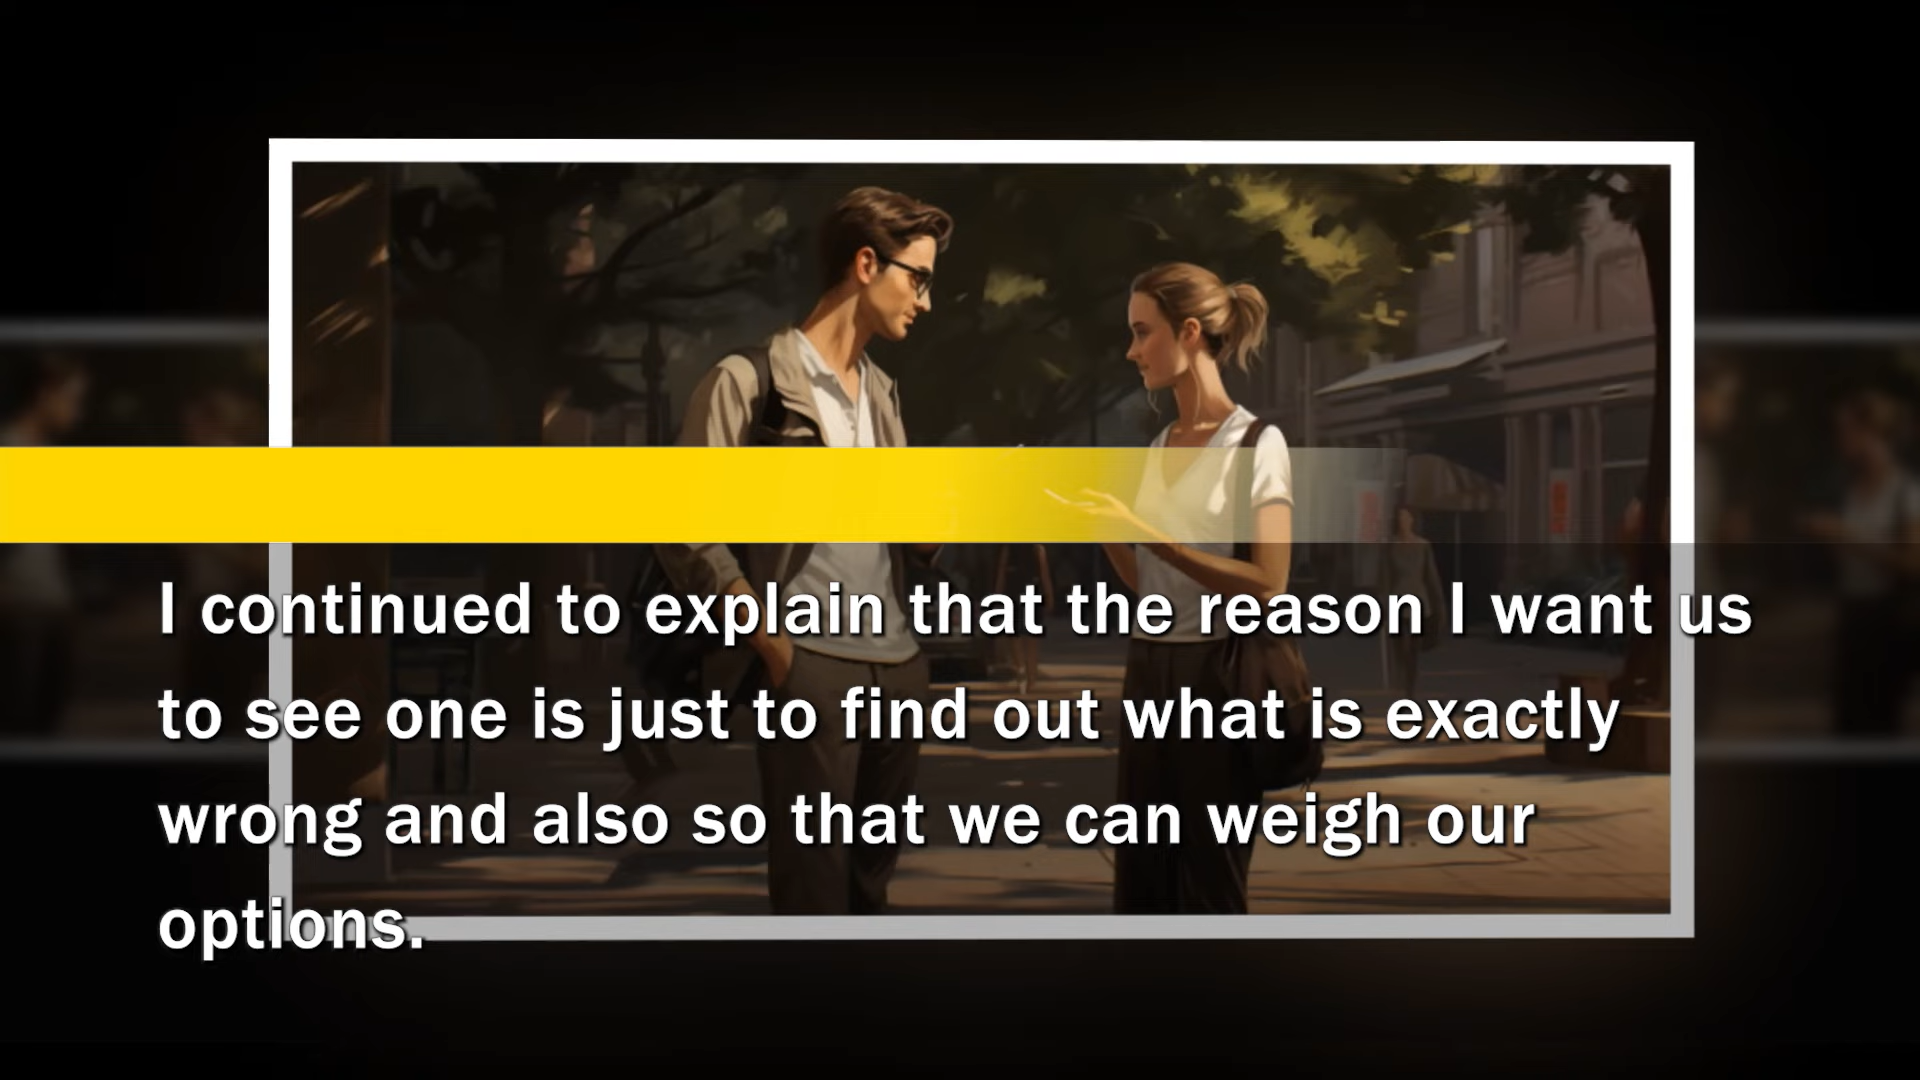 I continued to explain that the reason I want us
to see one is just to find out what is exactly
wrong and also so that we can weigh our
options.